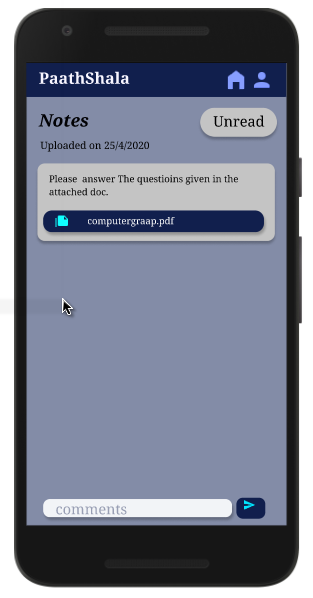 PaathShala
Notes
Unread
Uploaded on 25/4/2020
Please answer The questioins given in the
attached doc.
computergraap.pdf
comments